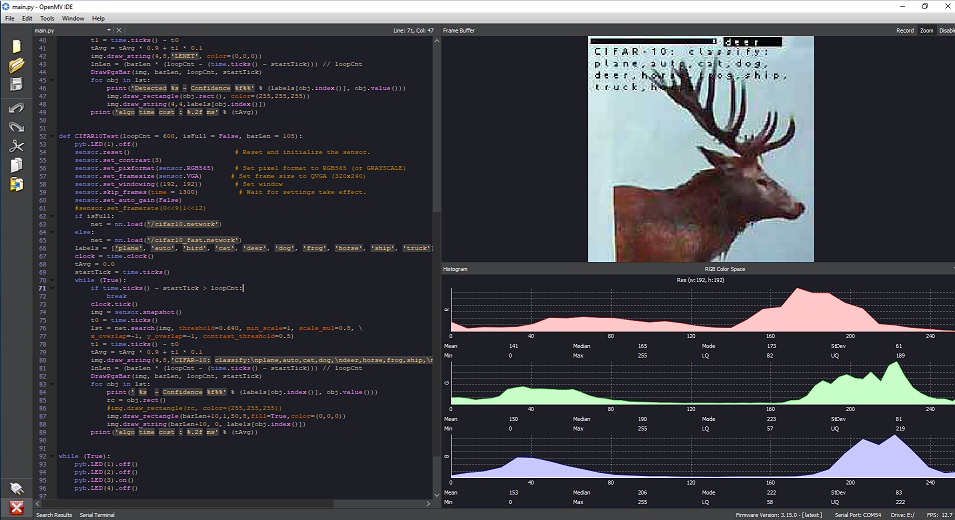 main.py - OpenMV IDE
File Edit Tools Window Help
main.py
Line: 71, Col: 47
Frame Buffer
Record Zoom
40 t1 = time.ticks() - t0
41 tAvg = tAvg * 0.9 + t1 * 0.1
42 img.draw_string(4,8,'LENET', color=(0,0,0))
43 lnLen = (barLen * (loopCnt - (time.ticks() - startTick))) // loopCnt
44 DrawPgsBar(img, barLen, loopCnt, startTick)
45 for obj in lst:
46 print('Detected %s - Confidence %f%%' % (labels[obj.index()], obj.value()))
47 img.draw_rectangle(obj.rect(), color=(255,255,255))
48 img.draw_string(4,4,labels[obj.index()])
49 print('algo time cost : %.2f ms' % (tAvg))
50
51
52 def CIFAR10Test(loopCnt = 600, isFull = False, barLen = 105):
53 pyb.LED(1).off()
54 sensor.reset() # Reset and initialize the sensor.
55 sensor.set_contrast(3)
56 sensor.set_pixformat(sensor.RGB565) # Set pixel format to RGB565 (or GRAYSCALE)
57 sensor.set_framesize(sensor.VGA) # Set frame size to QVGA (320x240)
58 sensor.set_windowing((192, 192)) # Set window
59 sensor.skip_frames(time = 1300) # Wait for settings take effect.
60 sensor.set_auto_gain(False)
61 #sensor.set_framerate(0<<9|1<<12)
62 if isFull:
63 net = nn.load('/cifar10.network')
64 else:
65 net = nn.load('/cifar10_fast.network')
66 labels = ['plane', 'auto', 'bird', 'cat', 'deer', 'dog', 'frog', 'horse', 'ship', 'truck'
67 clock = time.clock()
68 tAvg = 0.0
69 startTick = time.ticks()
70 while (True):
71 if time.ticks() - startTick > loopCnt:
72 break
73 clock.tick()
74 img = sensor.snapshot()
75 t0 = time.ticks()
76 lst = net.search(img, threshold=0.640, min_scale=1, scale_mul=0.8, \
77 x_overlap=-1, y_overlap=-1, contrast_threshold=0.5)
78 t1 = time.ticks() - t0
79 tAvg = tAvg * 0.9 + t1 * 0.1
80 img.draw_string(4,8,'CIFAR-10: classify:\nplane,auto,cat,dog,\ndeer,horse,frog,ship,\n
81 lnLen = (barLen * (loopCnt - (time.ticks() - startTick))) // loopCnt
82 DrawPgsBar(img, barLen, loopCnt, startTick)
83 for obj in lst:
84 print(' %s - Confidence %f%%' % (labels[obj.index()], obj.value()))
85 rc = obj.rect()
86 #img.draw_rectangle(rc, color=(255,255,255))
87 img.draw_rectangle(barLen+10,1,50,8,fill=True,color=(0,0,0))
88 img.draw_string(barLen+10, 0, labels[obj.index()])
89 print('algo time cost : %.2f ms' % (tAvg))
90
91
92 while (True):
93 pyb.LED(1).off()
94 pyb.LED(2).off()
95 pyb.LED(3).on()
96 pyb.LED(4).off()
97
deer
CIFAR-10: classify:
plane,auto,cat,dog,
Histogram
RGB Color Space
Res (w:192, h:192)
R
0 40 80 120 160 200 240
Mean 141 Median 165 Mode 173 StDev 61
Min 0 Max 165 LQ 82 UQ 189
G
0 40 80 120 160 200 240
Mean 150 Median 190 Mode 223 StDev 81
Min 0 Max LQ 57 UQ 219
B
0 40 80 120 160 200 240
Mean 153 Median 206 Mode 222 StDev 83
Min 0 Max LQ 58 UQ 222
Search Results Serial Terminal
Firmware Version: 3.15.0 - [ latest ] Serial Port: COM54 Drive: E:/ FPS: 12.7